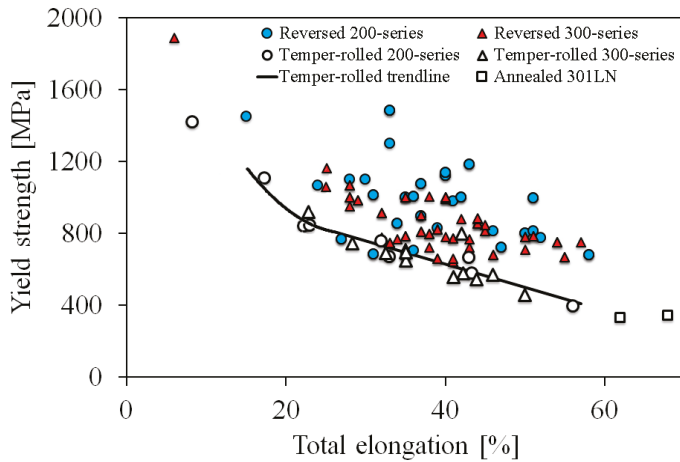 2000
Reversed 200-series
Reversed 300-series
Temper-rolled 200-series
Temper-rolled 300-series
Temper-rolled trendline
Annealed 301LN
1600
1200
800
400
0
Yield strength [MPa]
0
20
40
60
Total elongation [%]